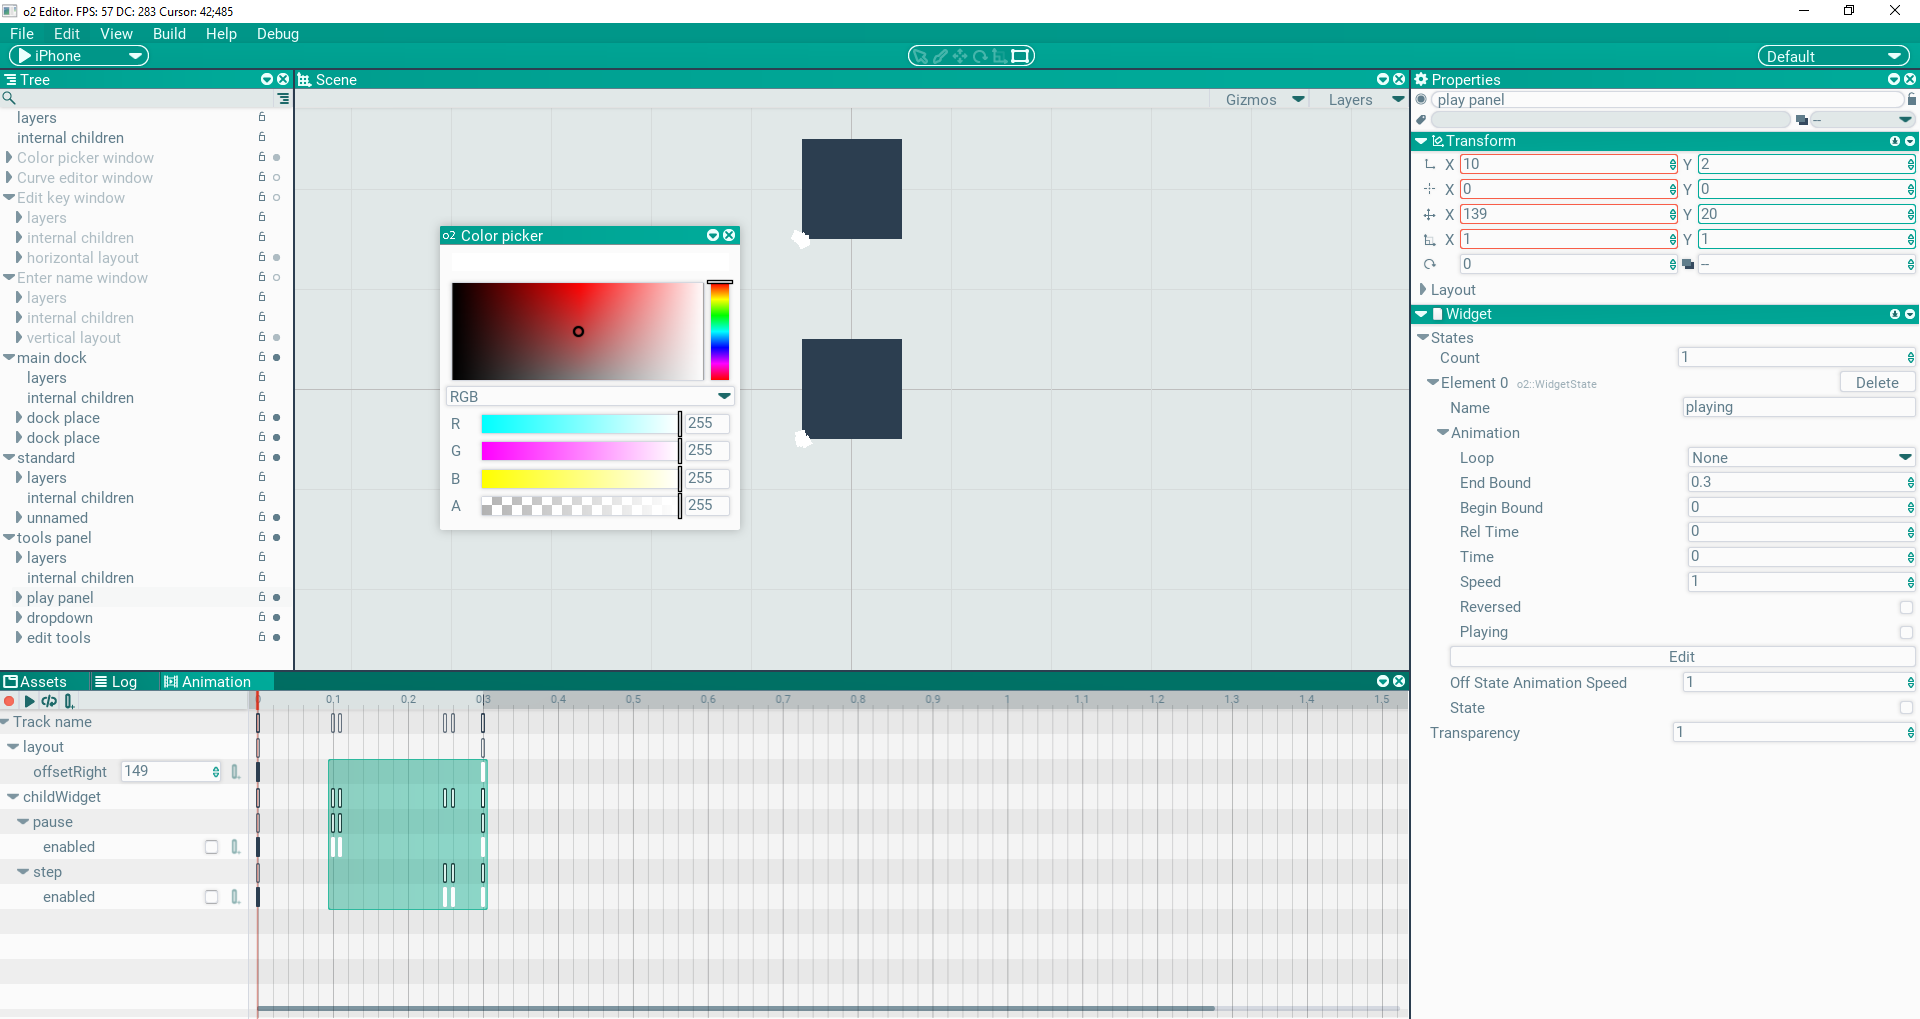 o2 Editor. FPS: 57 DC: 283 Cursor: 42;485
File Edit View Build Help Debug
iPhone
Default
Tree
layers
internal children
Color picker window
Curve editor window
Edit key window
layers
internal children
horizontal layout
Enter name window
layers
internal children
vertical layout
main dock
layers
internal children
dock place
dock place
standard
layers
internal children
unnamed
tools panel
layers
internal children
play panel
dropdown
edit tools
Scene
Gizmos Layers
o2 Color picker
RGB
R 255
G 255
B 255
A 255
Properties
play panel
--
Transform
X 10 Y 2
X 0 Y 0
X 139 Y 20
X 1 Y 1
0 --
Layout
Widget
States
Count 1
Element 0 o2::WidgetState Delete
Name playing
Animation
Loop None
End Bound 0.3
Begin Bound 0
Rel Time 0
Time 0
Speed 1
Reversed
Playing
Edit
Off State Animation Speed 1
State
Transparency 1
Assets Log Animation
0,1 0,2 0,3 0,4 0,5 0,6 0,7 0,8 0,9 1 1,1 1,2 1,3 1,4 1,5
Track name
layout
offsetRight 149
childWidget
pause
enabled
step
enabled